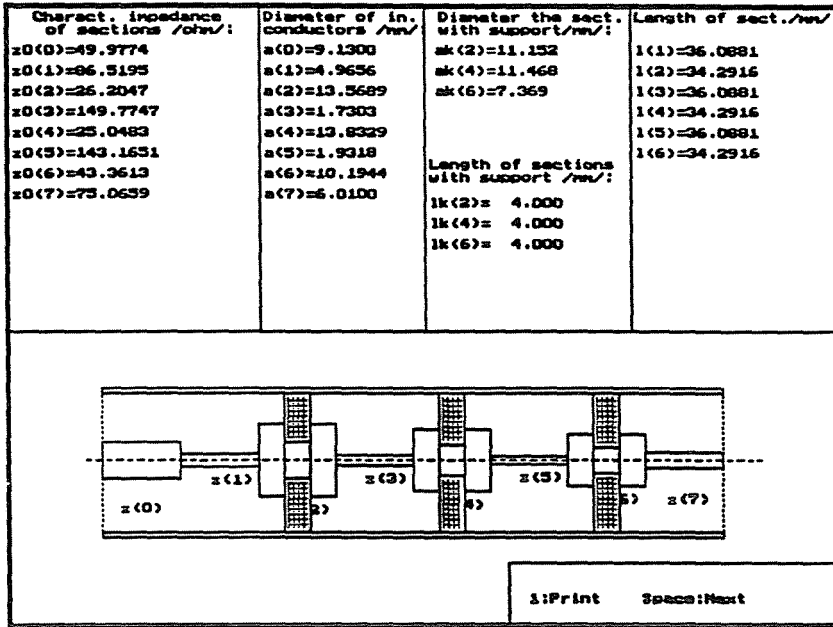 Charact. impedance
of sections /ohm/:
z0(0)=49.9774
z0(1)=86.5195
z0(2)=26.2047
z0(3)=149.7747
z0(4)=25.0483
z0(5)=143.1651
z0(6)=43.3613
z0(7)=75.0659
Diameter of in.
conductors /mm/
a(0)=9.1300
a(1)=4.9656
a(2)=13.5689
a(3)=1.7303
a(4)=13.8329
a(5)=1.9318
a(6)=10.1944
a(7)=6.0100
Diameter the sect.
with support/mm/:
ak(2)=11.152
ak(4)=11.468
ak(6)=7.369
Length of sections
with support /mm/:
lk(2)= 4.000
lk(4)= 4.000
lk(6)= 4.000
Length of sect./mm/
l(1)=36.0881
l(2)=34.2916
l(3)=36.0881
l(4)=34.2916
l(5)=36.0881
l(6)=34.2916
z(0)
z(1)
2)
z(3)
4)
z(5)
6)
z(7)
1:Print Space:Next